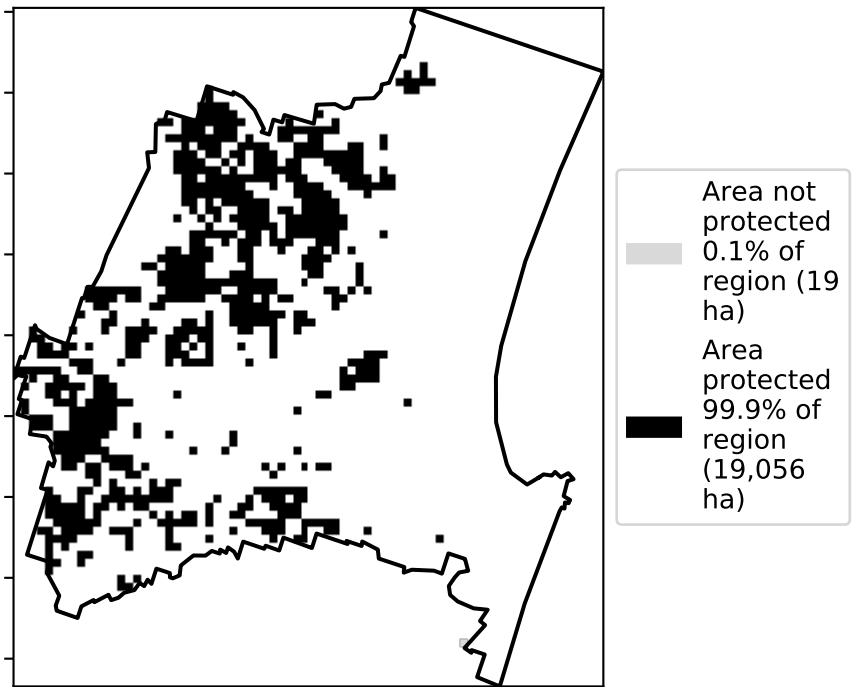 Area not
protected
0.1% of
region (19
ha)
Area
protected
99.9% of
region
(19,056
ha)